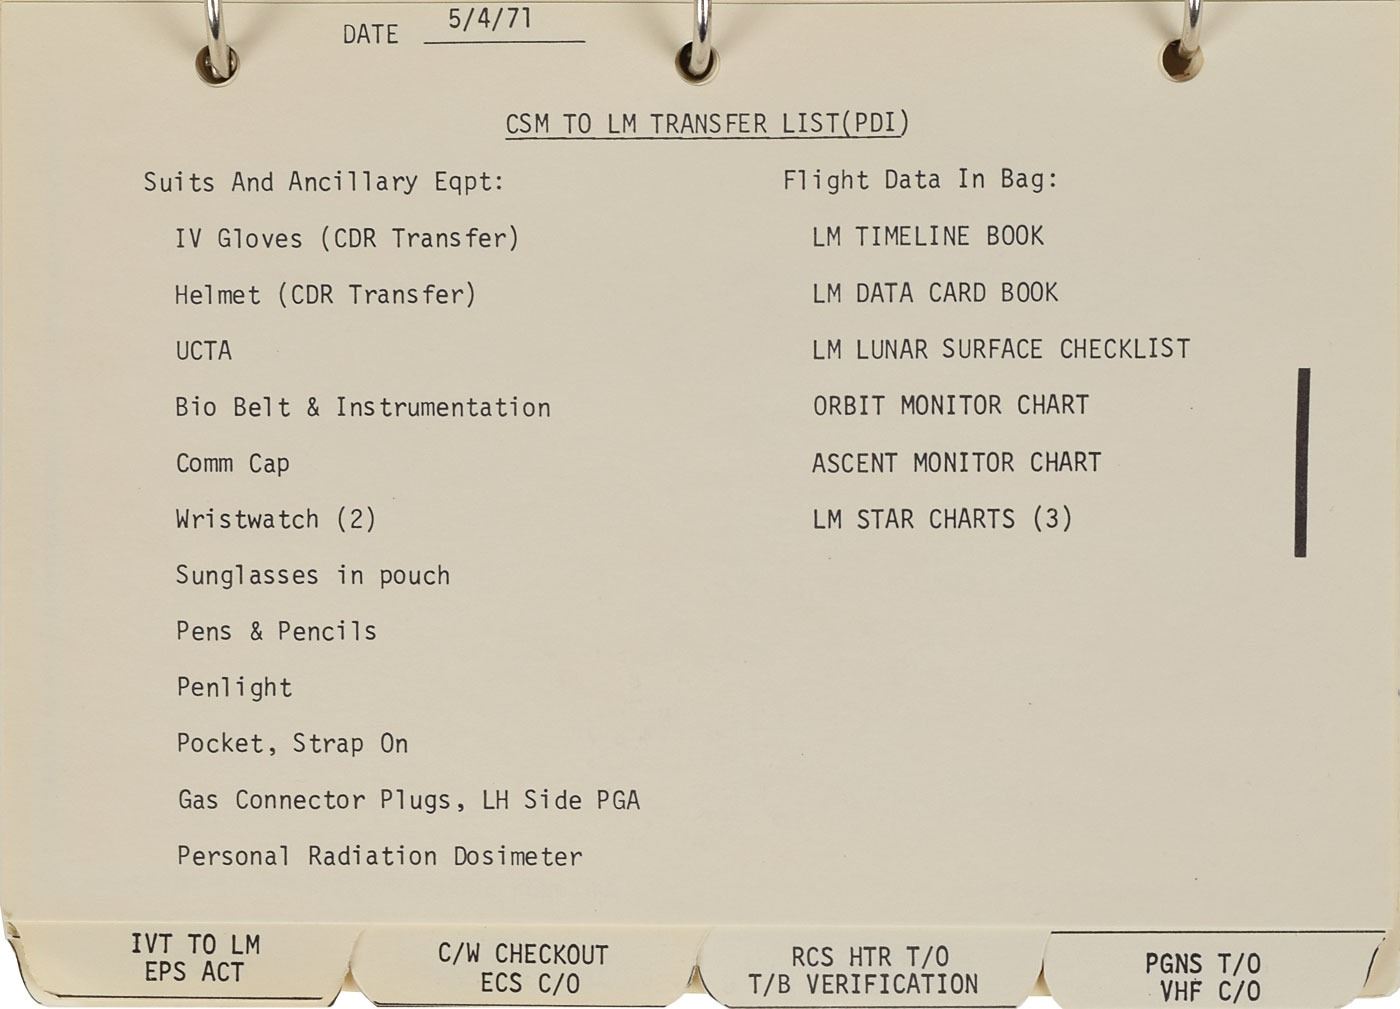 DATE 5/4/71
CSM TO LM TRANSFER LIST(PDI)
Suits And Ancillary Eqpt:
IV Gloves (CDR Transfer)
Helmet (CDR Transfer)
UCTA
Bio Belt & Instrumentation
Comm Cap
Wristwatch (2)
Sunglasses in pouch
Pens & Pencils
Penlight
Pocket, Strap On
Gas Connector Plugs, LH Side PGA
Personal Radiation Dosimeter
Flight Data In Bag:
LM TIMELINE BOOK
LM DATA CARD BOOK
LM LUNAR SURFACE CHECKLIST
ORBIT MONITOR CHART
ASCENT MONITOR CHART
LM STAR CHARTS (3)
IVT TO LM
EPS ACT
C/W CHECKOUT
ECS C/O
RCS HTR T/O
T/B VERIFICATION
PGNS T/O
VHF C/O